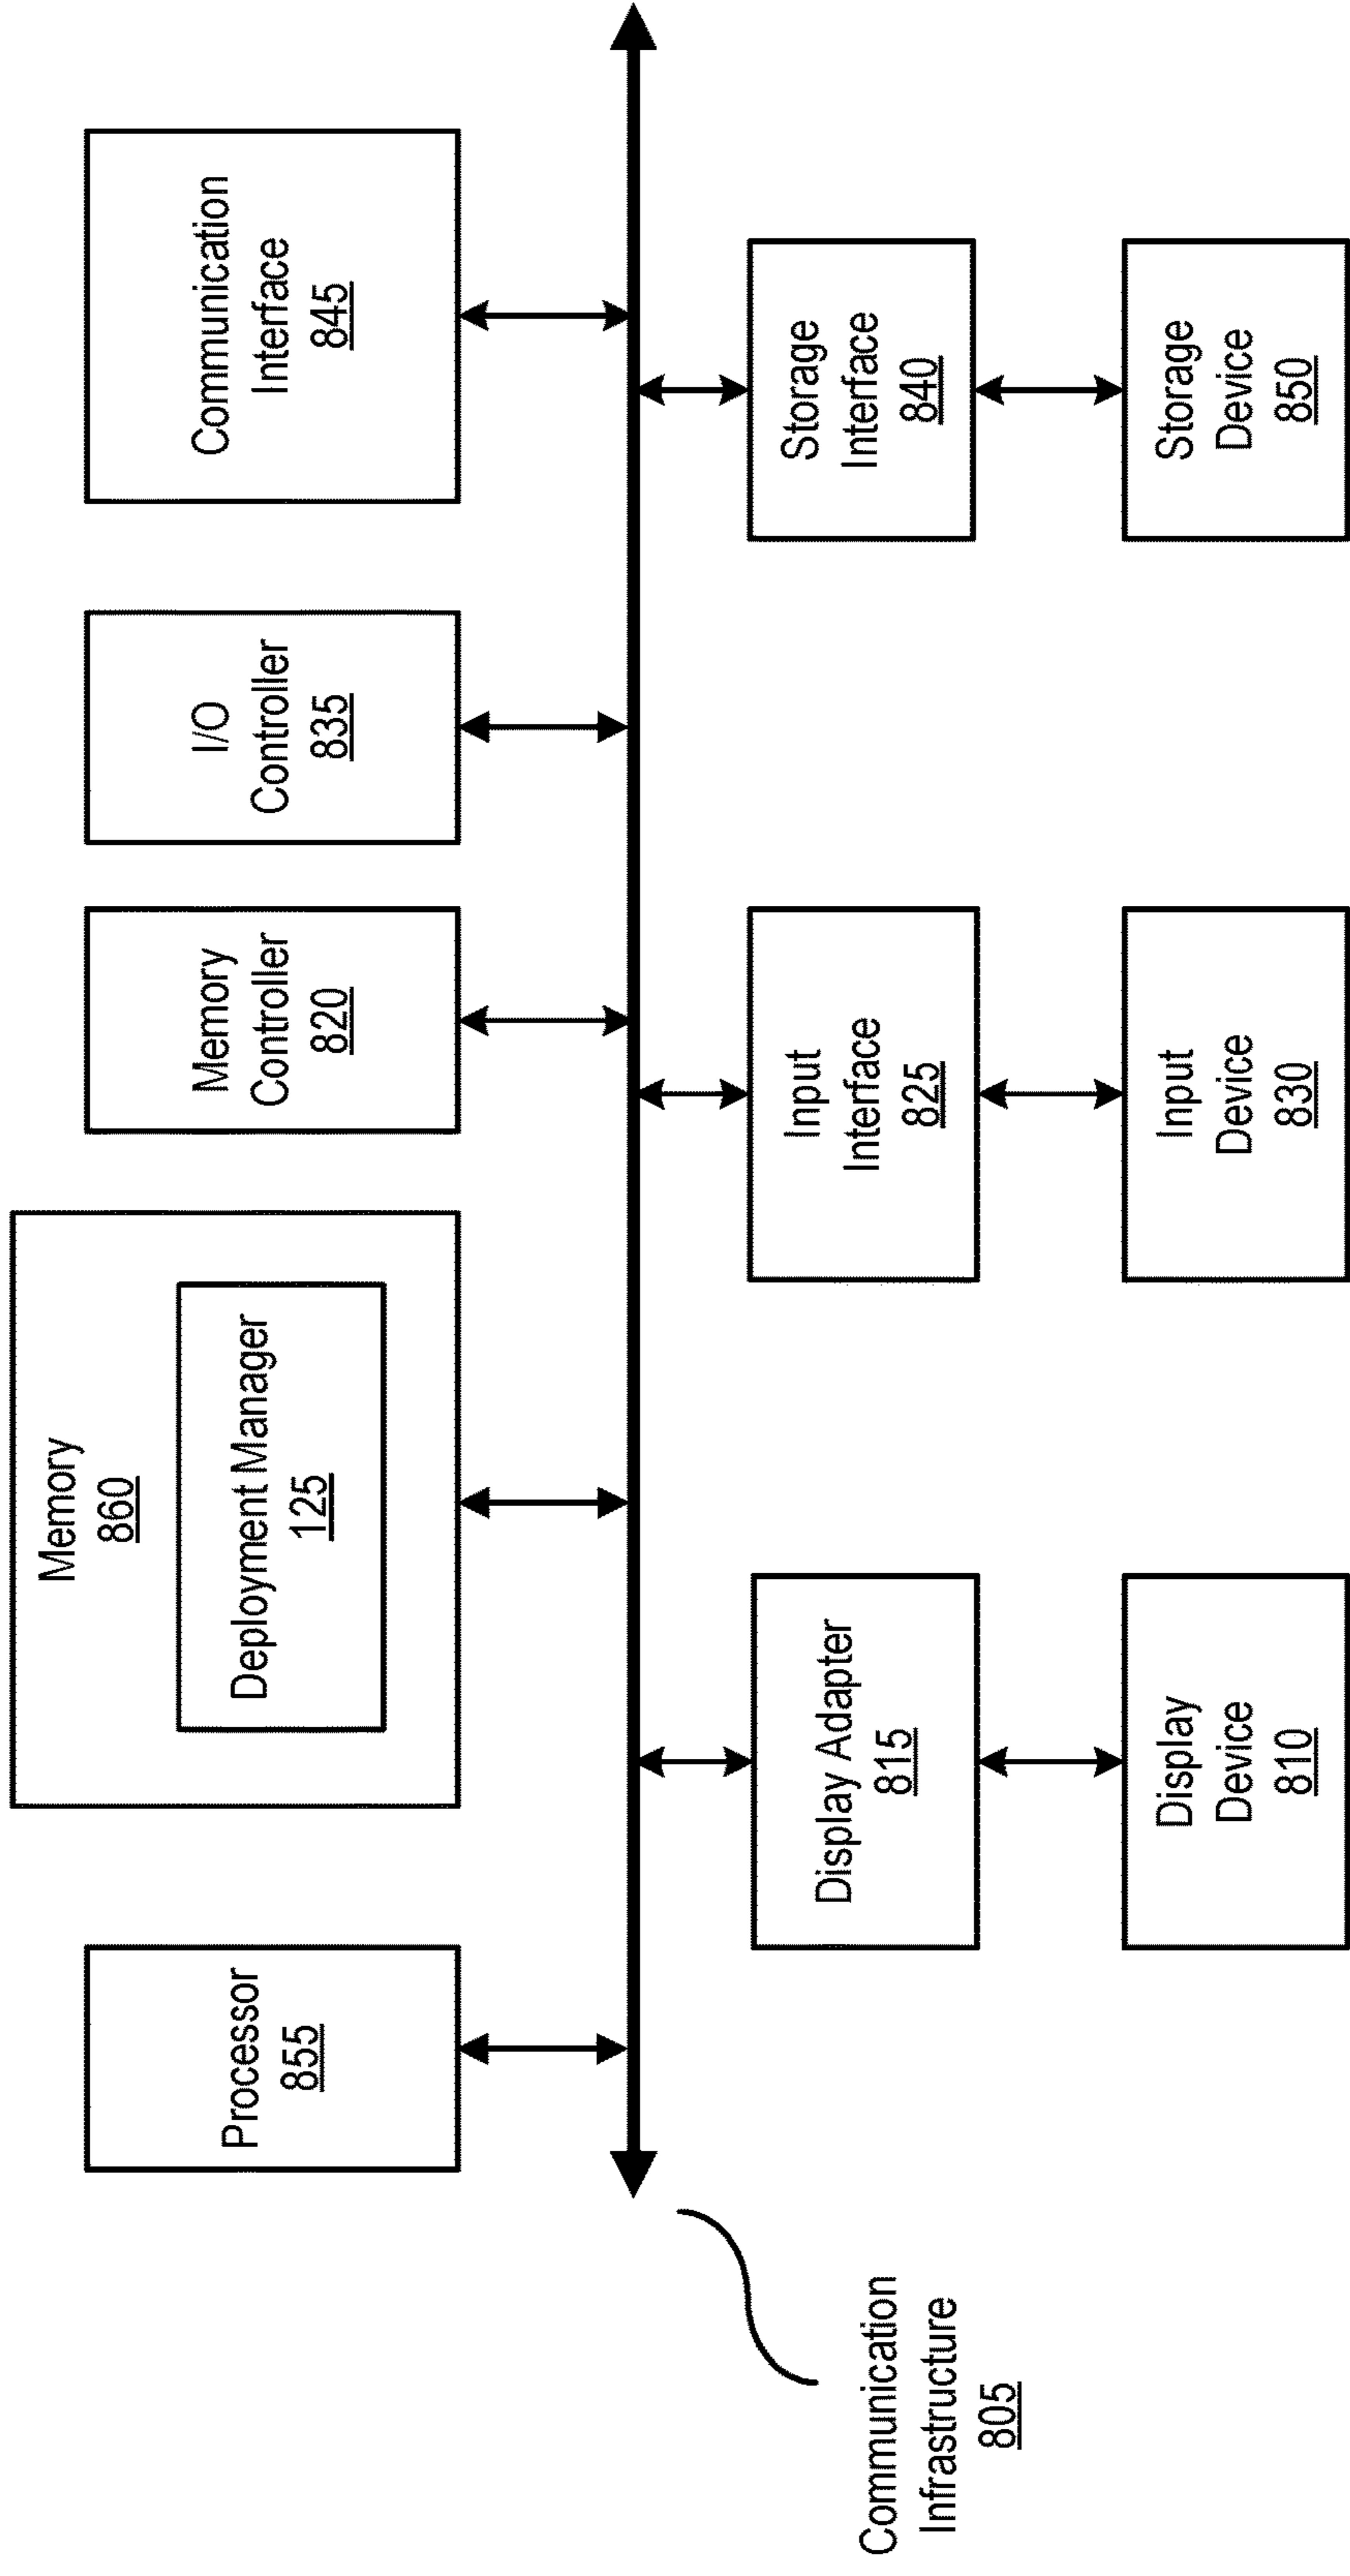 Processor
855
Memory
860
Deployment Manager
125
Memory
Controller
820
I/O
Controller
835
Communication
Interface
845
Communication
Infrastructure
805
Display Adapter
815
Input
Interface
825
Storage
Interface
840
Display
Device
810
Input
Device
830
Storage
Device
850